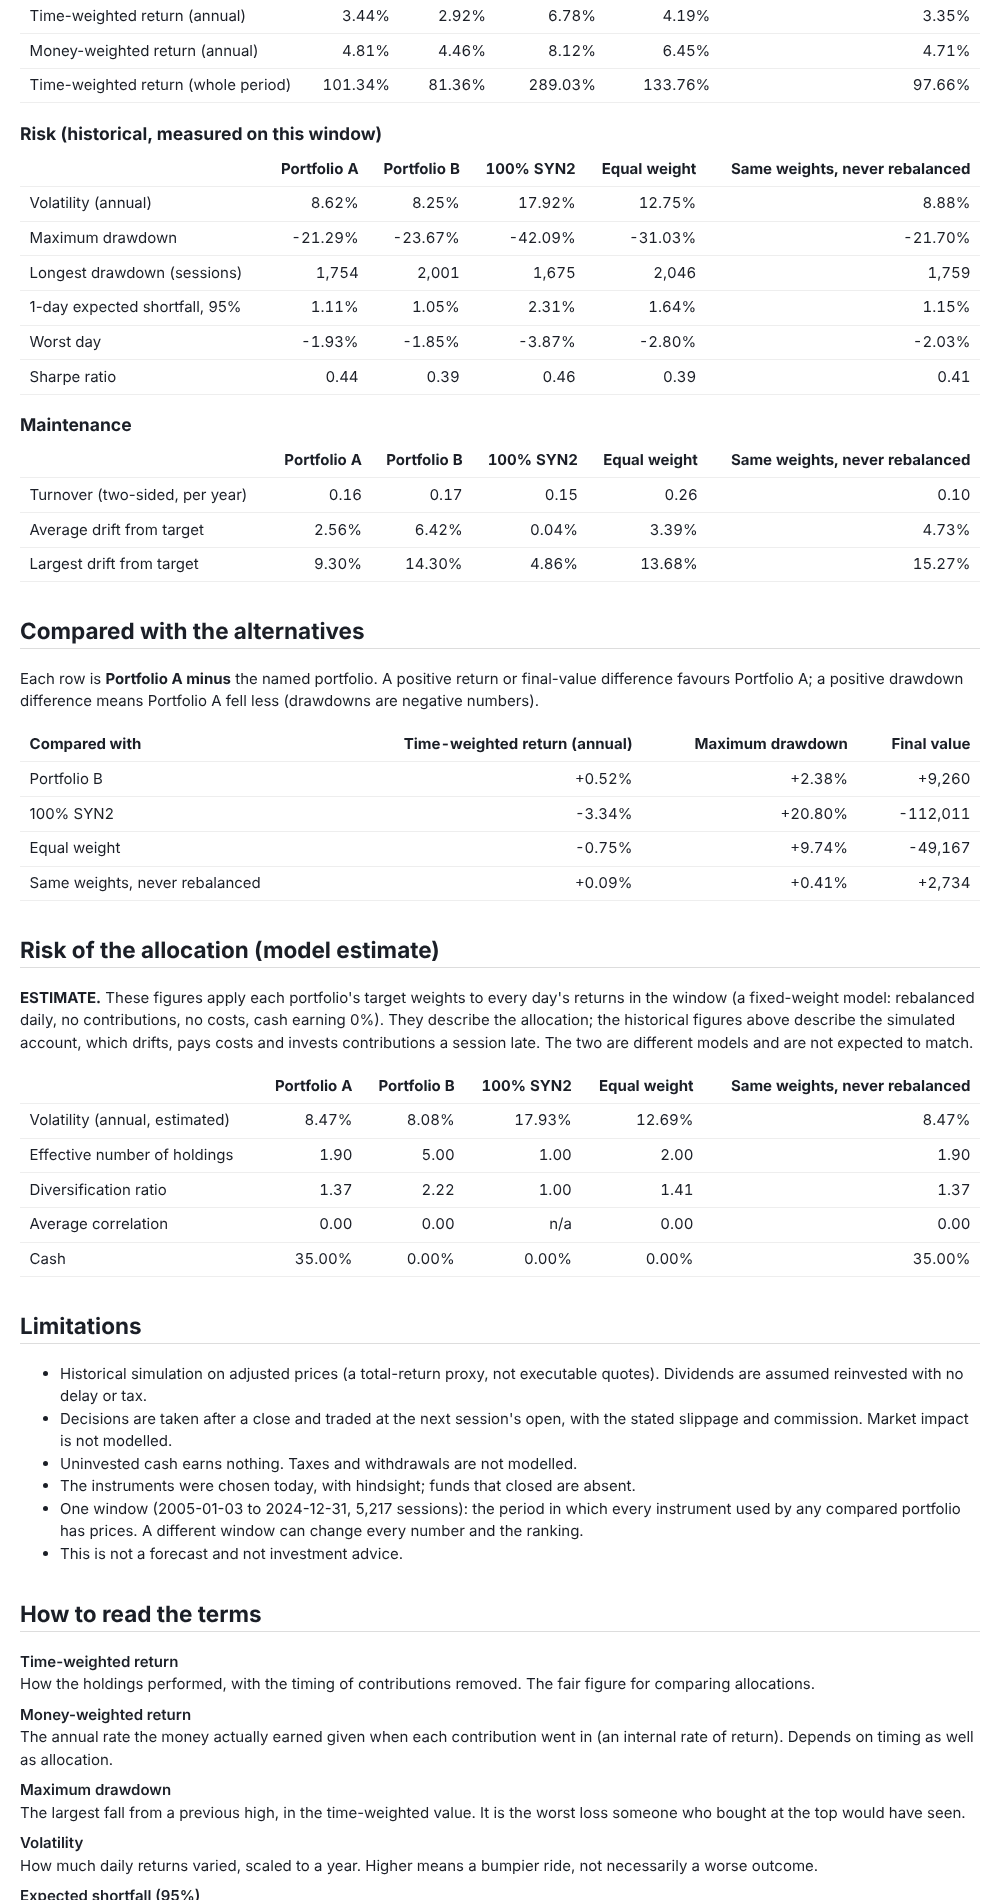 Time-weighted return (annual) 3.44% 2.92% 6.78% 4.19% 3.35%
Money-weighted return (annual) 4.81% 4.46% 8.12% 6.45% 4.71%
Time-weighted return (whole period) 101.34% 81.36% 289.03% 133.76% 97.66%
Risk (historical, measured on this window)
Portfolio A Portfolio B 100% SYN2 Equal weight Same weights, never rebalanced
Volatility (annual) 8.62% 8.25% 17.92% 12.75% 8.88%
Maximum drawdown -21.29% -23.67% -42.09% -31.03% -21.70%
Longest drawdown (sessions) 1,754 2,001 1,675 2,046 1,759
1-day expected shortfall, 95% 1.11% 1.05% 2.31% 1.64% 1.15%
Worst day -1.93% -1.85% -3.87% -2.80% -2.03%
Sharpe ratio 0.44 0.39 0.46 0.39 0.41
Maintenance
Portfolio A Portfolio B 100% SYN2 Equal weight Same weights, never rebalanced
Turnover (two-sided, per year) 0.16 0.17 0.15 0.26 0.10
Average drift from target 2.56% 6.42% 0.04% 3.39% 4.73%
Largest drift from target 9.30% 14.30% 4.86% 13.68% 15.27%
Compared with the alternatives
Each row is Portfolio A minus the named portfolio. A positive return or final-value difference favours Portfolio A; a positive drawdown
difference means Portfolio A fell less (drawdowns are negative numbers).
Compared with Time-weighted return (annual) Maximum drawdown Final value
Portfolio B +0.52% +2.38% +9,260
100% SYN2 -3.34% +20.80% -112,011
Equal weight -0.75% +9.74% -49,167
Same weights, never rebalanced +0.09% +0.41% +2,734
Risk of the allocation (model estimate)
ESTIMATE. These figures apply each portfolio's target weights to every day's returns in the window (a fixed-weight model: rebalanced
daily, no contributions, no costs, cash earning 0%). They describe the allocation; the historical figures above describe the simulated
account, which drifts, pays costs and invests contributions a session late. The two are different models and are not expected to match.
Portfolio A Portfolio B 100% SYN2 Equal weight Same weights, never rebalanced
Volatility (annual, estimated) 8.47% 8.08% 17.93% 12.69% 8.47%
Effective number of holdings 1.90 5.00 1.00 2.00 1.90
Diversification ratio 1.37 2.22 1.00 1.41 1.37
Average correlation 0.00 0.00 n/a 0.00 0.00
Cash 35.00% 0.00% 0.00% 0.00% 35.00%
Limitations
• Historical simulation on adjusted prices (a total-return proxy, not executable quotes). Dividends are assumed reinvested with no
delay or tax.
• Decisions are taken after a close and traded at the next session's open, with the stated slippage and commission. Market impact
is not modelled.
• Uninvested cash earns nothing. Taxes and withdrawals are not modelled.
• The instruments were chosen today, with hindsight; funds that closed are absent.
• One window (2005-01-03 to 2024-12-31, 5,217 sessions): the period in which every instrument used by any compared portfolio
has prices. A different window can change every number and the ranking.
• This is not a forecast and not investment advice.
How to read the terms
Time-weighted return
How the holdings performed, with the timing of contributions removed. The fair figure for comparing allocations.
Money-weighted return
The annual rate the money actually earned given when each contribution went in (an internal rate of return). Depends on timing as well
as allocation.
Maximum drawdown
The largest fall from a previous high, in the time-weighted value. It is the worst loss someone who bought at the top would have seen.
Volatility
How much daily returns varied, scaled to a year. Higher means a bumpier ride, not necessarily a worse outcome.
Expected shortfall (95%)